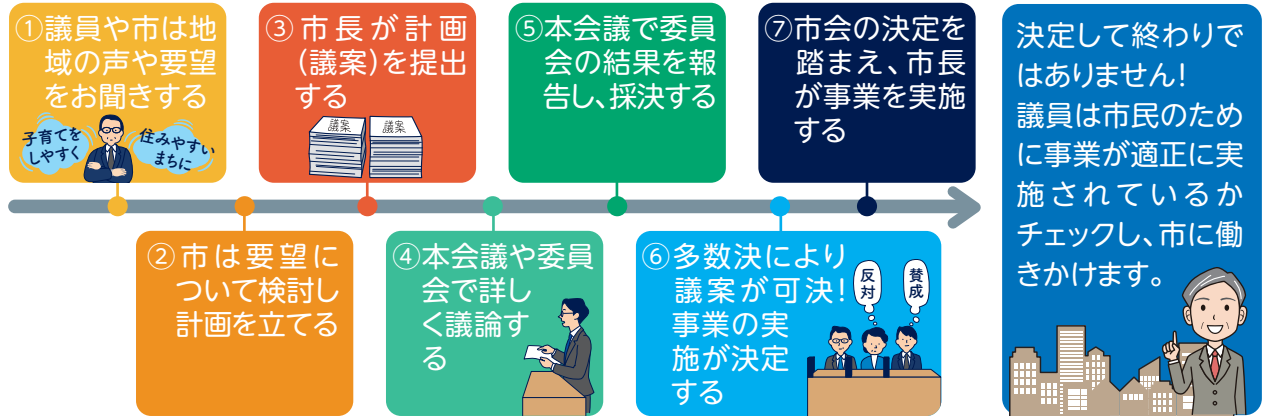 ①議員や市は地
域の声や要望
をお聞きする
子育てを
しやすく
住みやすい
まちに
②市は要望に
ついて検討し
計画を立てる
③市長が計画
(議案)を提出
する
議案
議案
④本会議や委員
会で詳し
く議論す
る
⑤本会議で委員
会の結果を報
告し、採決する
⑥多数決により
議案が可決!
事業の実
施が決定
する
反対
賛成
⑦市会の決定を
踏まえ、市長
が事業を実施
する
決定して終わりで
はありません!
議員は市民のため
に事業が適正に実
施されているか
チェックし、市に働
きかけます。